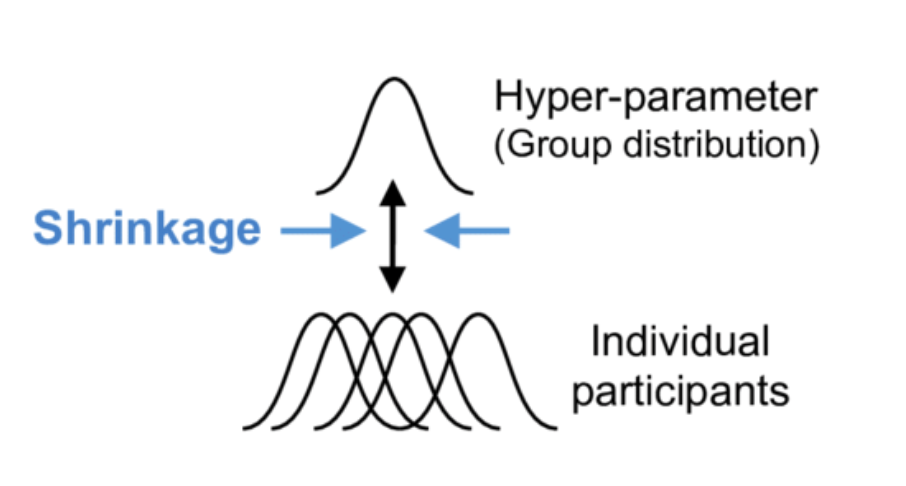 Hyper-parameter
(Group distribution)
Shrinkage
Individual
participants